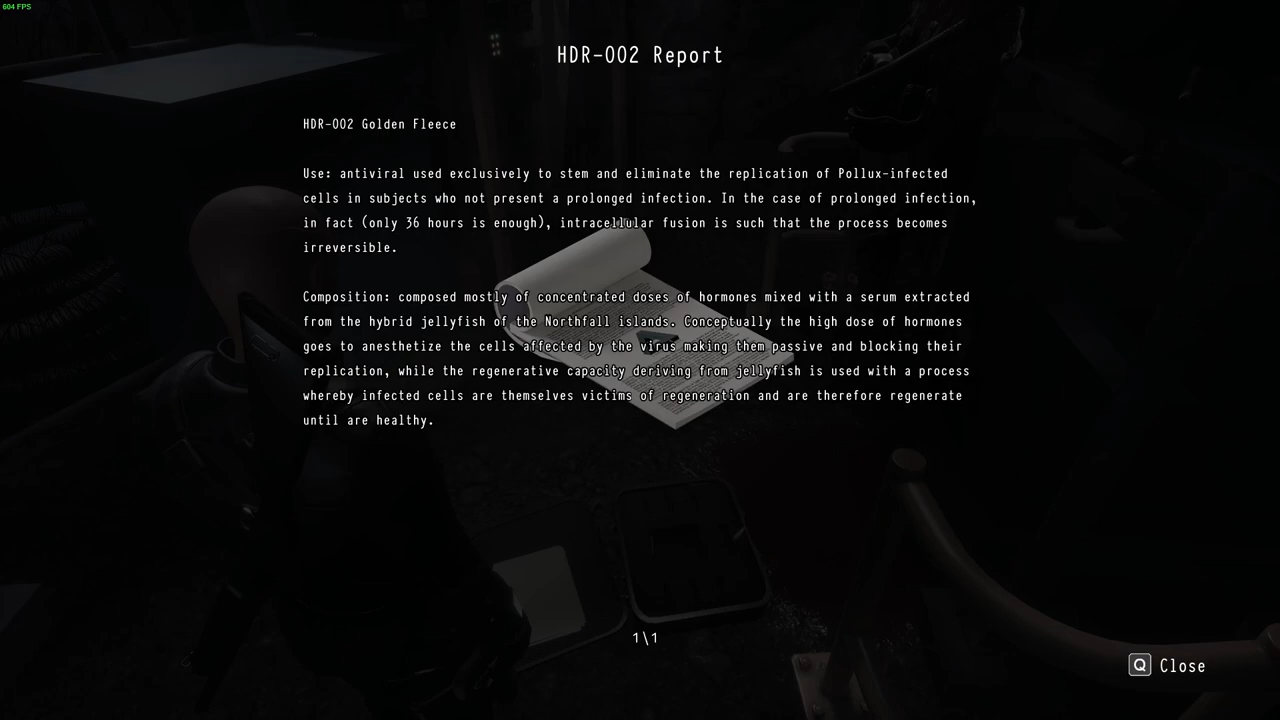 604 FPS
HDR-002 Report
HDR-002 Golden Fleece
Use: antiviral used exclusively to stem and eliminate the replication of Pollux-infected
cells in subjects who not present a prolonged infection. In the case of prolonged infection,
in fact (only 36 hours is enough), intracellular fusion is such that the process becomes
irreversible.
Composition: composed mostly of concentrated doses of hormones mixed with a serum extracted
from the hybrid jellyfish of the Northfall islands. Conceptually the high dose of hormones
goes to anesthetize the cells affected by the virus making them passive and blocking their
replication, while the regenerative capacity deriving from jellyfish is used with a process
whereby infected cells are themselves victims of regeneration and are therefore regenerate
until are healthy.
1\1
Q Close